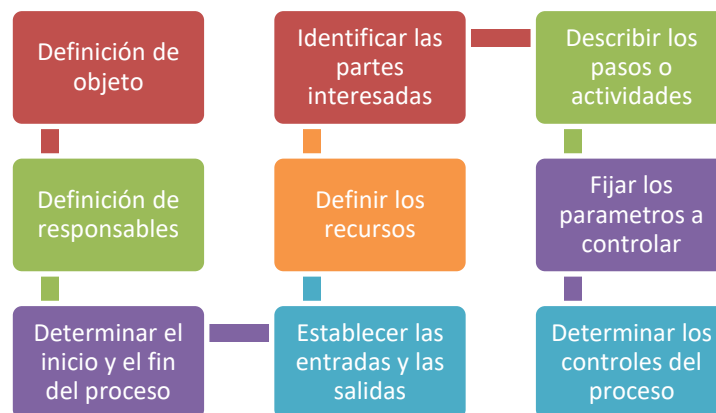 Definición de
objeto
Definición de
responsables
Determinar el
inicio y el fin
del proceso
Establecer las
entradas y las
salidas
Definir los
recursos
Identificar las
partes
interesadas
Describir los
pasos o
actividades
Fijar los
parametros a
controlar
Determinar los
controles del
proceso